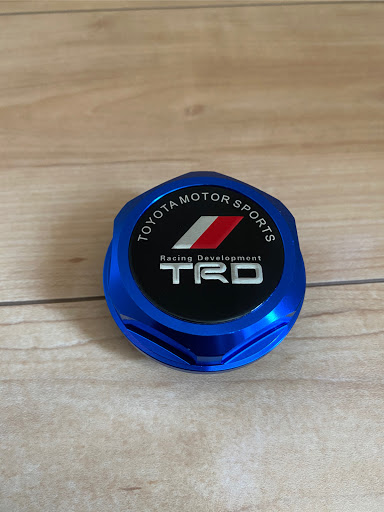 TOYOTA MOTOR SPORTS
Racing Development
TRD